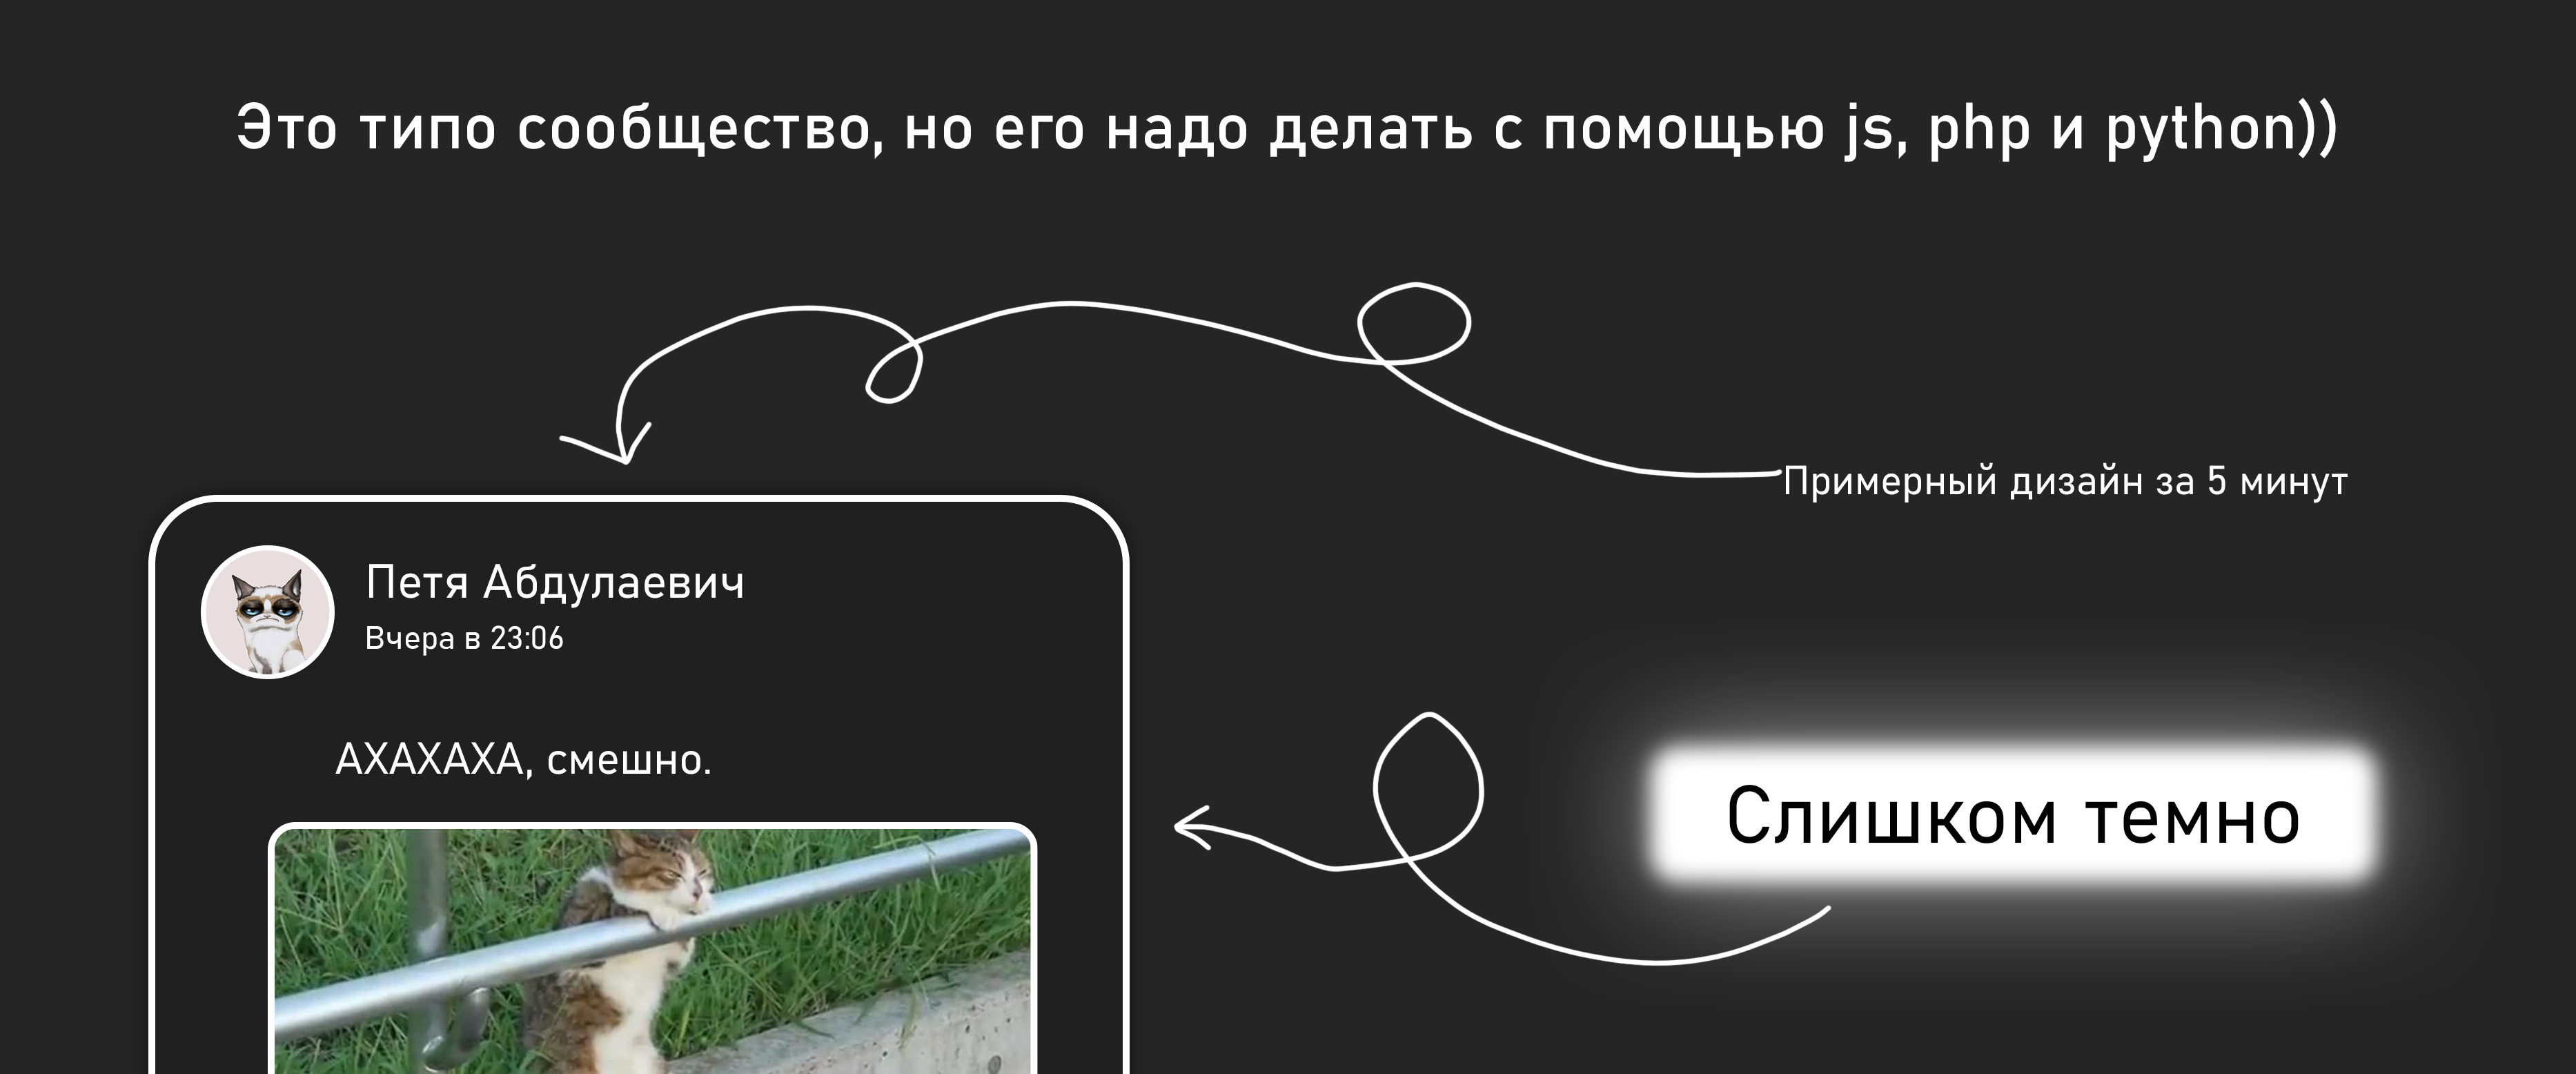 Это типо сообщество, но его надо делать с помощью js, php и python))
Примерный дизайн за 5 минут
Петя Абдулаевич
Вчера в 23:06
АХАХАХА, смешно.
Слишком темно